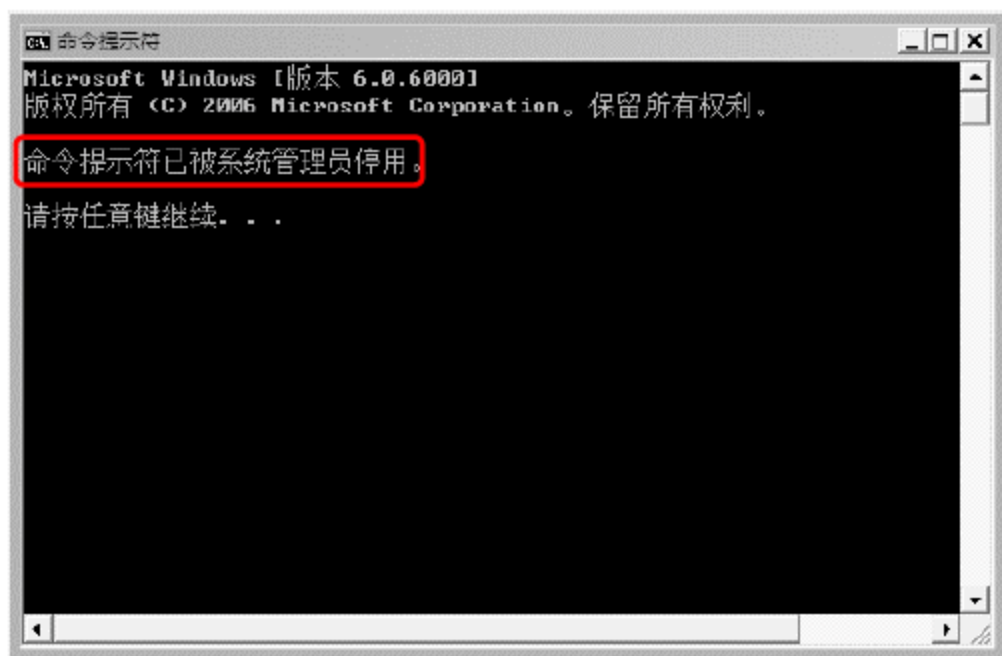 命令提示符
Microsoft Windows [版本 6.0.6000]
版权所有 (C) 2006 Microsoft Corporation。保留所有权利。
命令提示符已被系统管理员停用。
请按任意键继续. . .